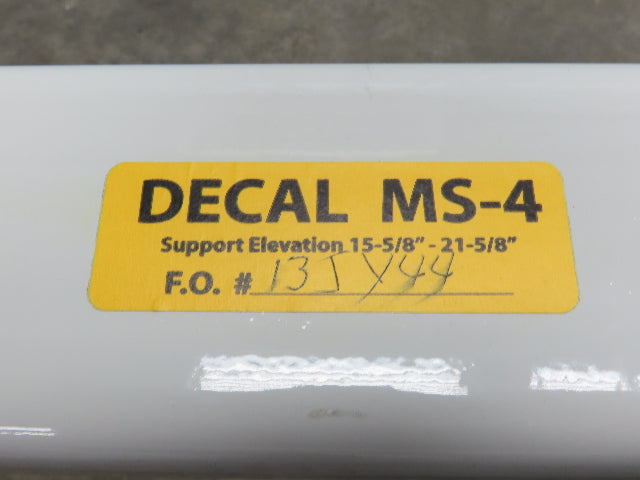 DECAL MS-4
Support Elevation 15-5/8" - 21-5/8"
F.O. # 13J Y44